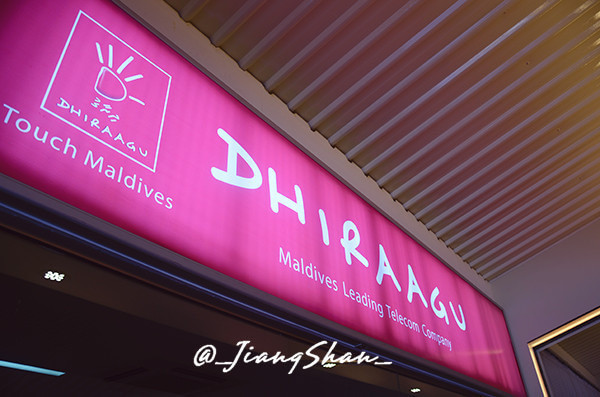 DHIRAAGU
Touch Maldives
DHIRAAGU
Maldives Leading Telecom Company
@_JiangShan_